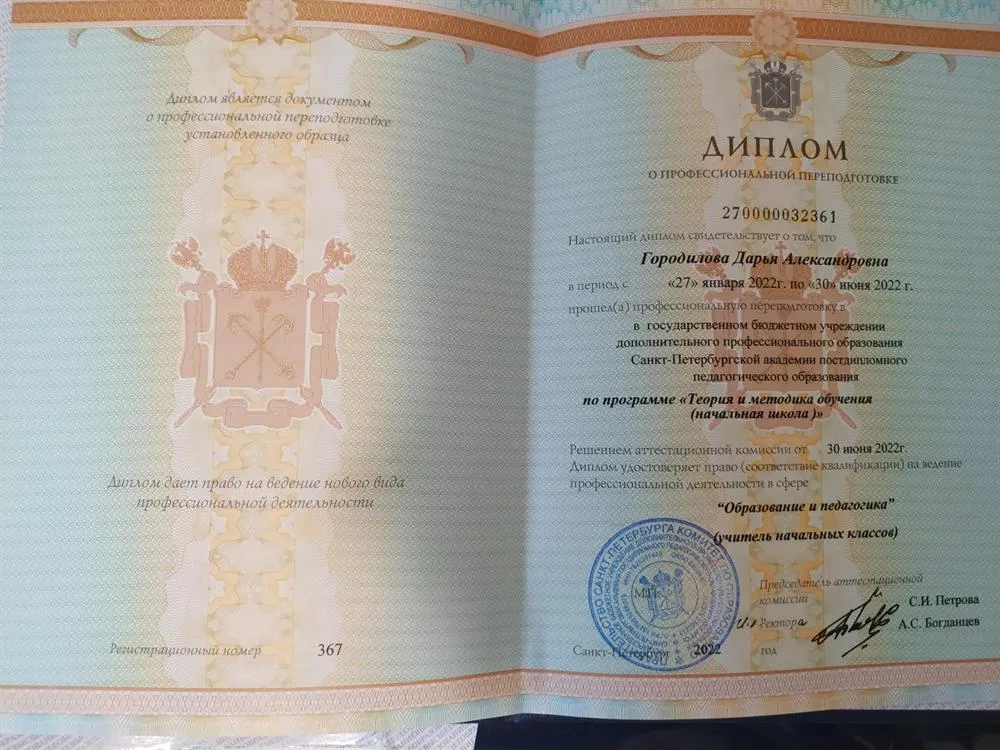 Диплом является документом
о профессиональной переподготовке
установленного образца
Диплом дает право на ведение нового вида
профессиональной деятельности
Регистрационный номер 367
ДИПЛОМ
О ПРОФЕССИОНАЛЬНОЙ ПЕРЕПОДГОТОВКЕ
270000032361
Настоящий диплом свидетельствует о том, что
Городилова Дарья Александровна
в период с «27» января 2022г. по «30» июня 2022 г.
прошел(а) профессиональную переподготовку в
в государственном бюджетном учреждении
дополнительного профессионального образования
Санкт-Петербургской академии постдипломного
педагогического образования
по программе «Теория и методика обучения
(начальная школа )»
Решением аттестационной комиссии от 30 июня 2022г.
Диплом удостоверяет право (соответствие квалификации) на ведение
профессиональной деятельности в сфере
“Образование и педагогика”
(учитель начальных классов)
Председатель аттестационной
комиссии С.И. Петрова
М.П. и.о Ректора А.С. Богданцев
Санкт-Петербург 2022 год